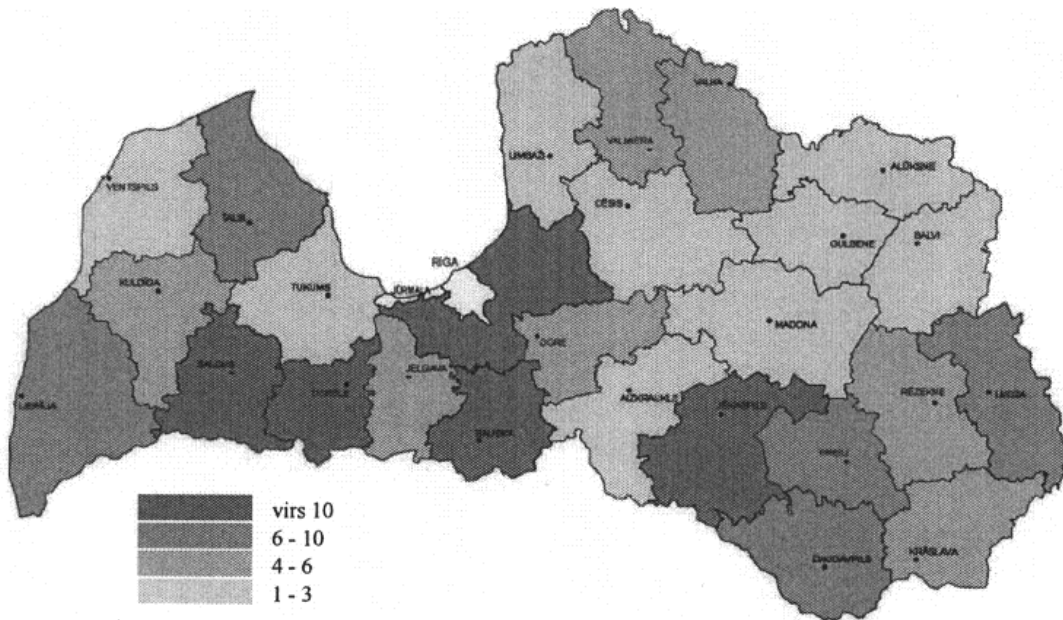 VALKA
VALMIERA
LIMBAŽI
ALŪKSNE
VENTSPILS
CĒSIS
TALSI
GULBENE
BALVI
RĪGA
KULDĪGA
TUKUMS
JŪRMALA
MADONA
OGRE
SALDUS
JELGAVA
DOBELE
AIZKRAUKLIS
LIEPĀJA
RĒZEKNE
LUDZA
JĒKABPILS
BAUSKA
PREIĻI
DAUGAVPILS
KRĀSLAVA
virs 10
6 - 10
4 - 6
1 - 3